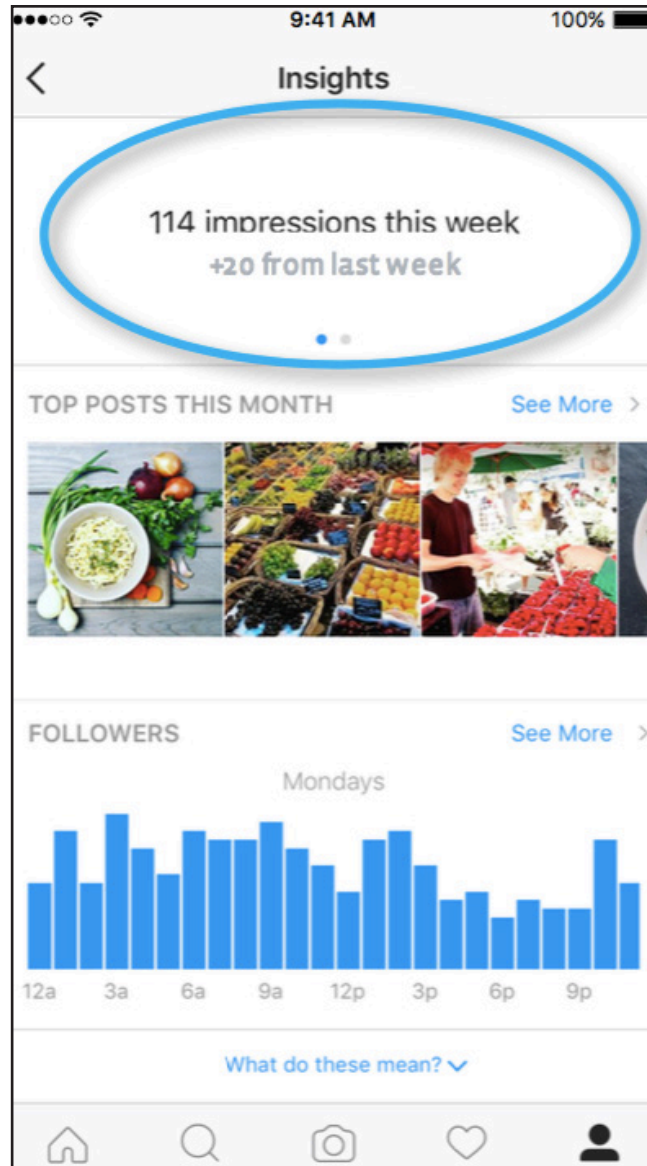 9:41 AM 100%
Insights
114 impressions this week
+20 from last week
TOP POSTS THIS MONTH See More >
FOLLOWERS See More >
Mondays
12a 3a 6a 9a 12p 3p 6p 9p
What do these mean?